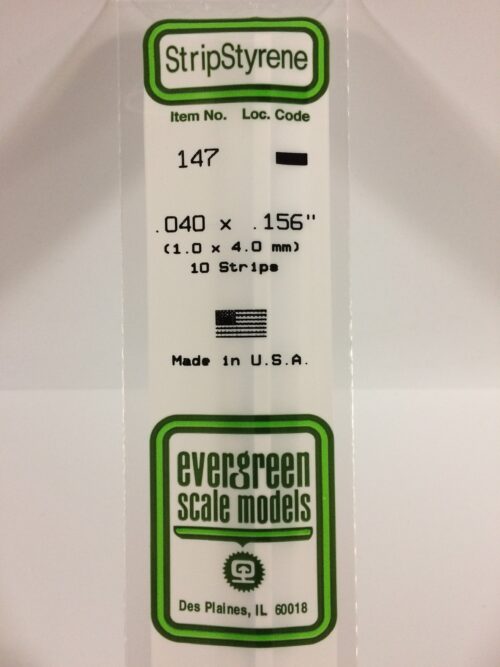 StripStyrene
Item No. Loc. Code
147
.040 x .156"
(1.0 x 4.0 mm)
10 Strips
Made in U.S.A.
evergreen
scale models
Des Plaines, IL 60018